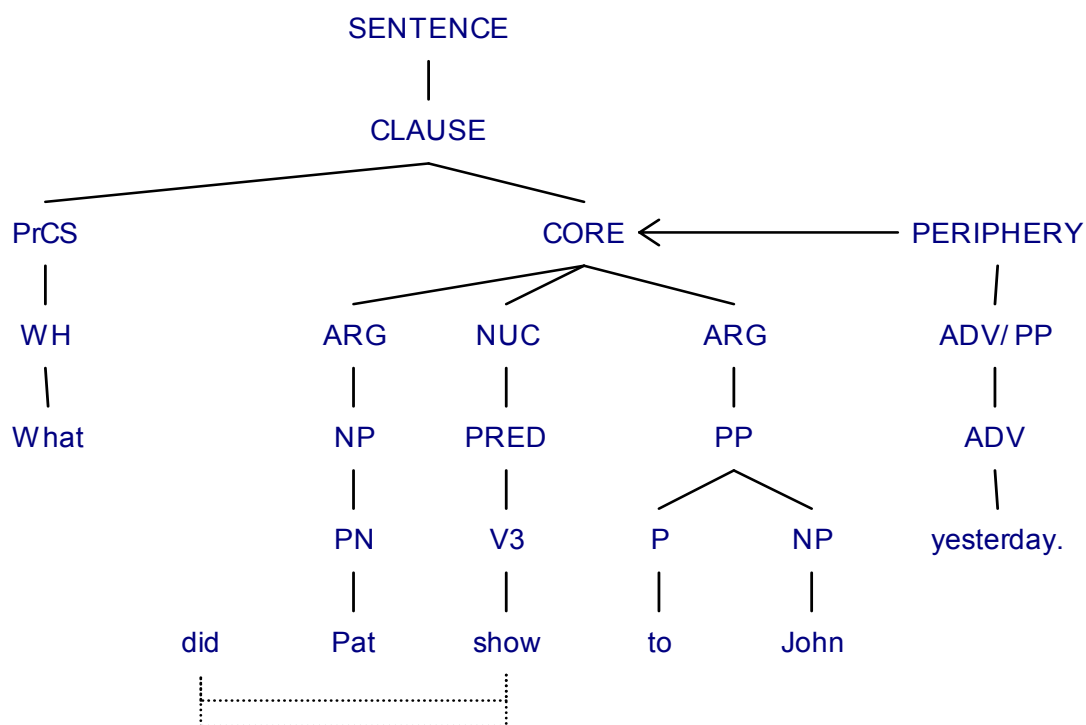 SENTENCE
CLAUSE
PrCS CORE PERIPHERY
WH ARG NUC ARG ADV/ PP
What NP PRED PP ADV
PN V3 P NP yesterday.
did Pat show to John